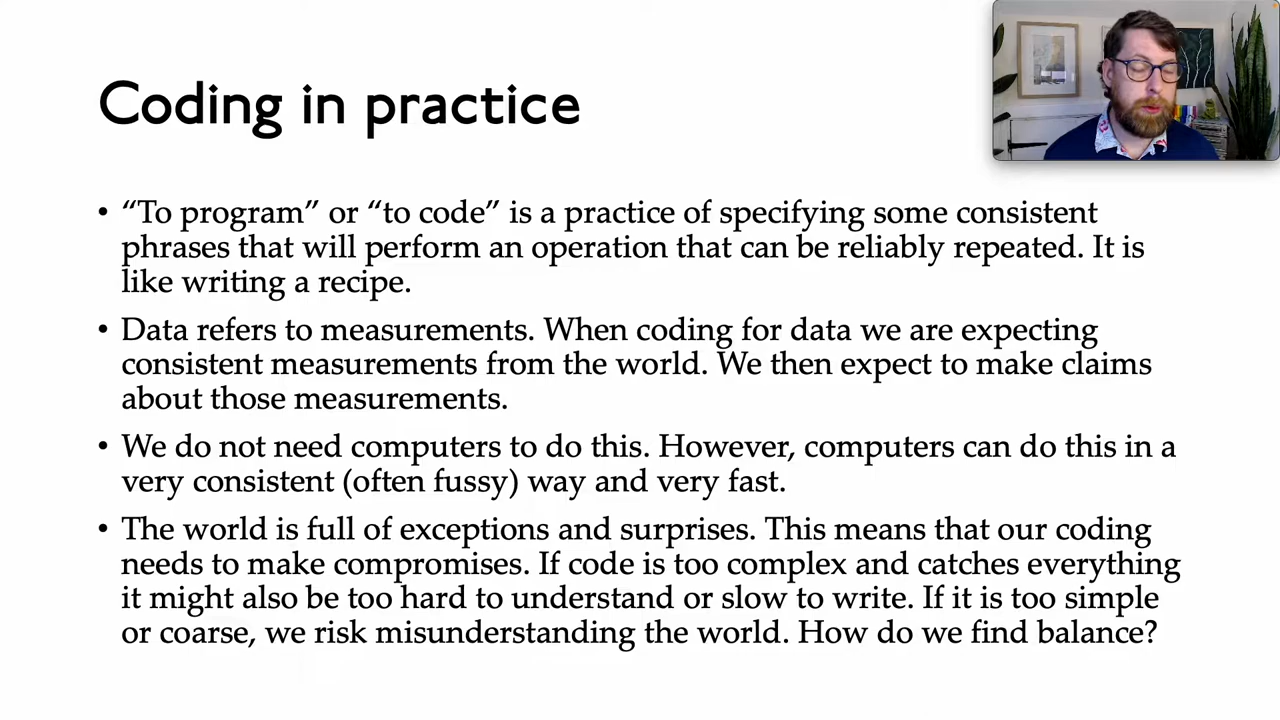 Coding in practice
• “To program” or “to code” is a practice of specifying some consistent
phrases that will perform an operation that can be reliably repeated. It is
like writing a recipe.
• Data refers to measurements. When coding for data we are expecting
consistent measurements from the world. We then expect to make claims
about those measurements.
• We do not need computers to do this. However, computers can do this in a
very consistent (often fussy) way and very fast.
• The world is full of exceptions and surprises. This means that our coding
needs to make compromises. If code is too complex and catches everything
it might also be too hard to understand or slow to write. If it is too simple
or coarse, we risk misunderstanding the world. How do we find balance?